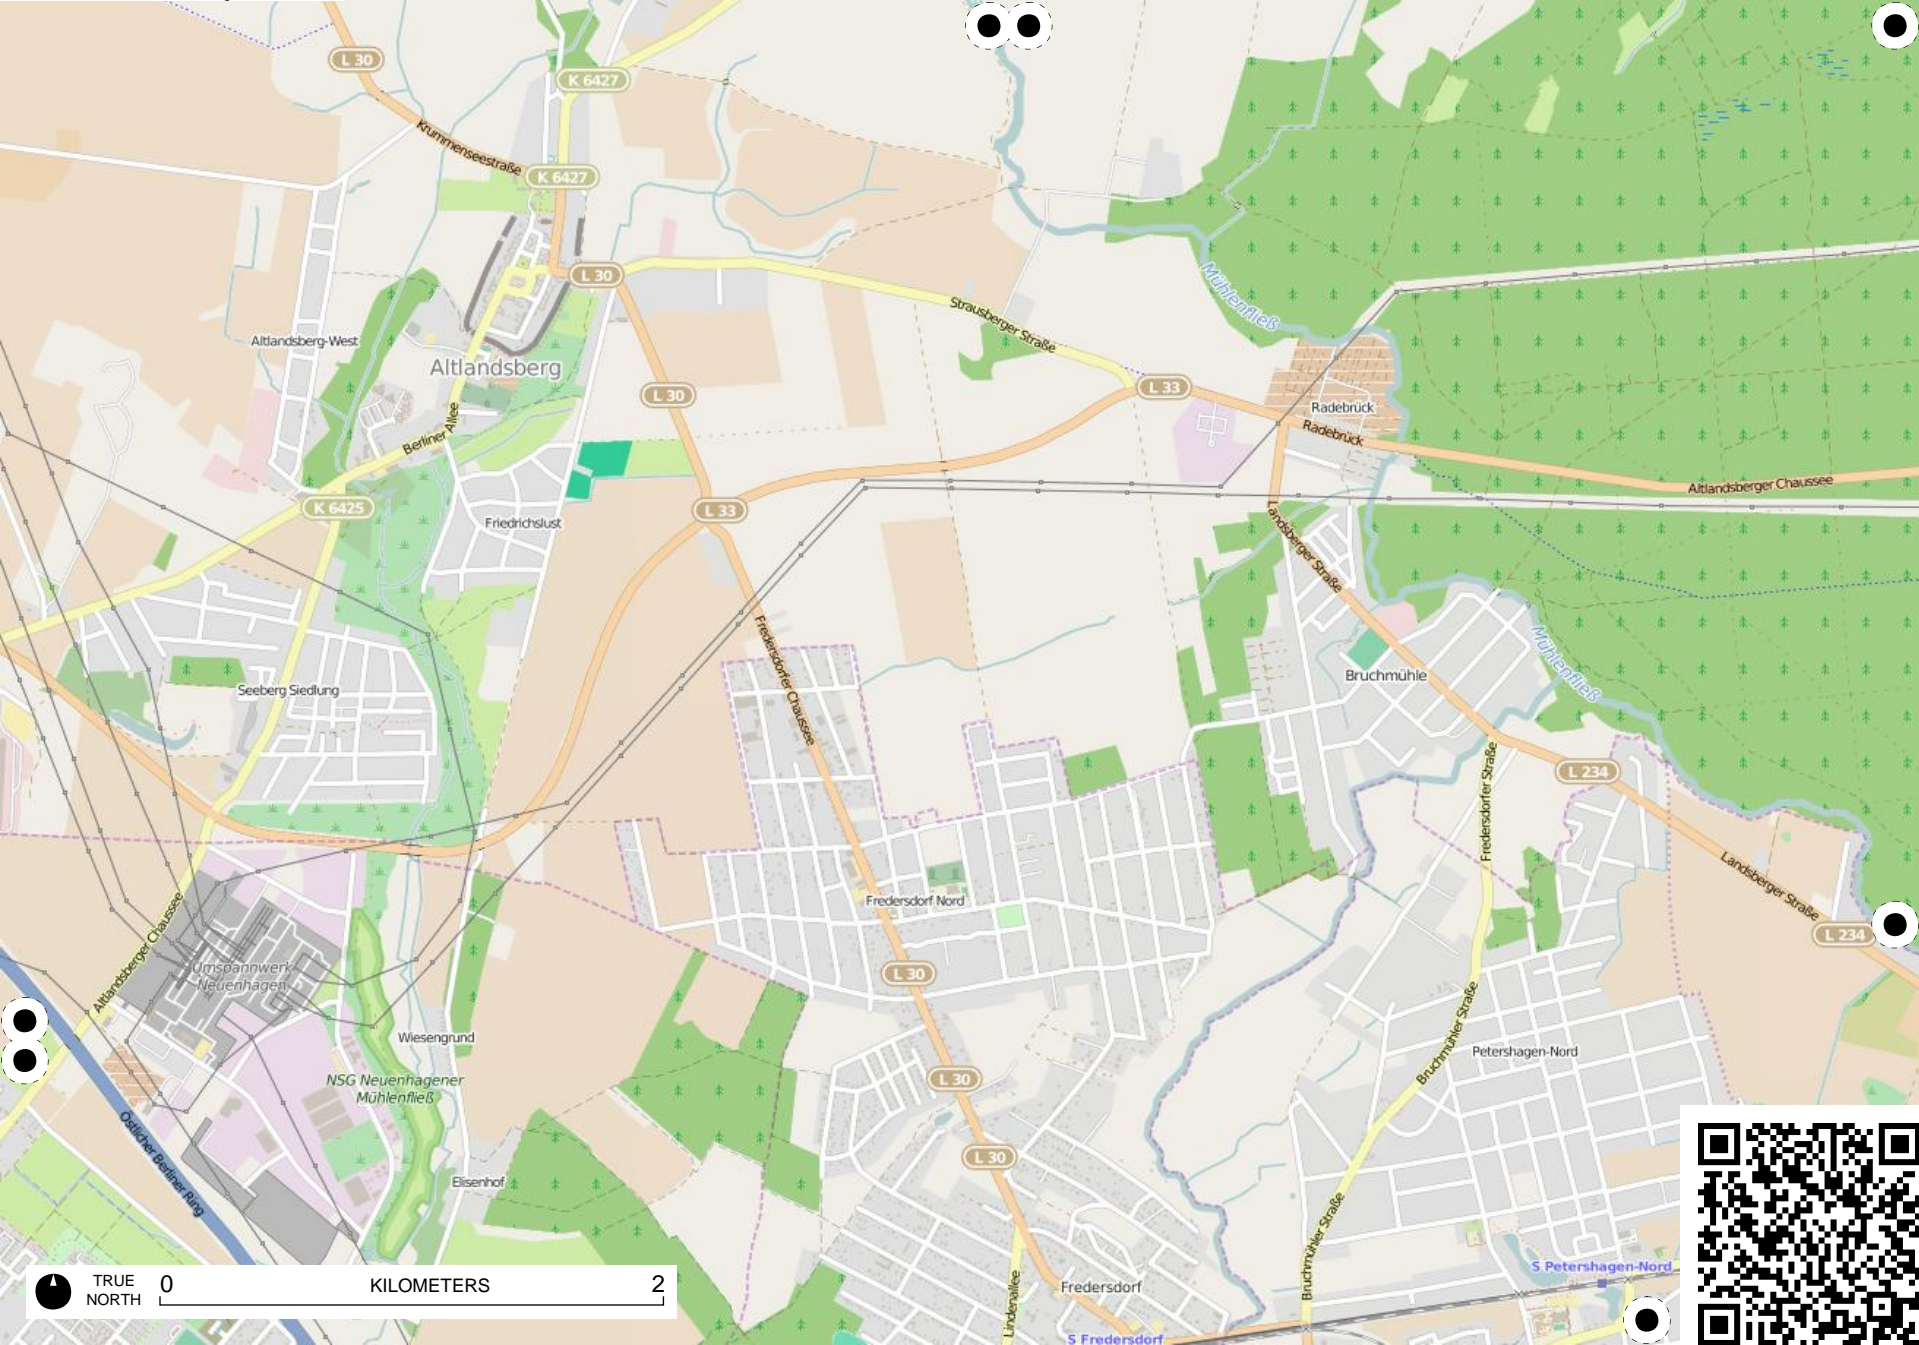 L 30
K 6427
Krummenseestraße
K 6427
L 30
Mühlenfließ
Strausberger Straße
Altlandsberg-West
Altlandsberg
L 30
L 33
Radebrück
Radebrück
Berliner Allee
Altlandsberger Chaussee
K 6425
L 33
Friedrichslust
Landsberger Straße
Fredersdorfer Chaussee
Mühlenfließ
Bruchmühle
Seeberg Siedlung
L 234
Fredersdorfer Straße
Landsberger Straße
Fredersdorf Nord
L 234
Altlandsberger Chaussee
Umspannwerk
Neuenhagen
L 30
Wiesengrund
Bruchmühler Straße
Petershagen-Nord
L 30
NSG Neuenhagener
Mühlenfließ
Östlicher Berliner Ring
L 30
Elisenhof
Bruchmühler Straße
S Petershagen-Nord
Lindenallee
Fredersdorf
S Fredersdorf
TRUE
NORTH
0 KILOMETERS 2